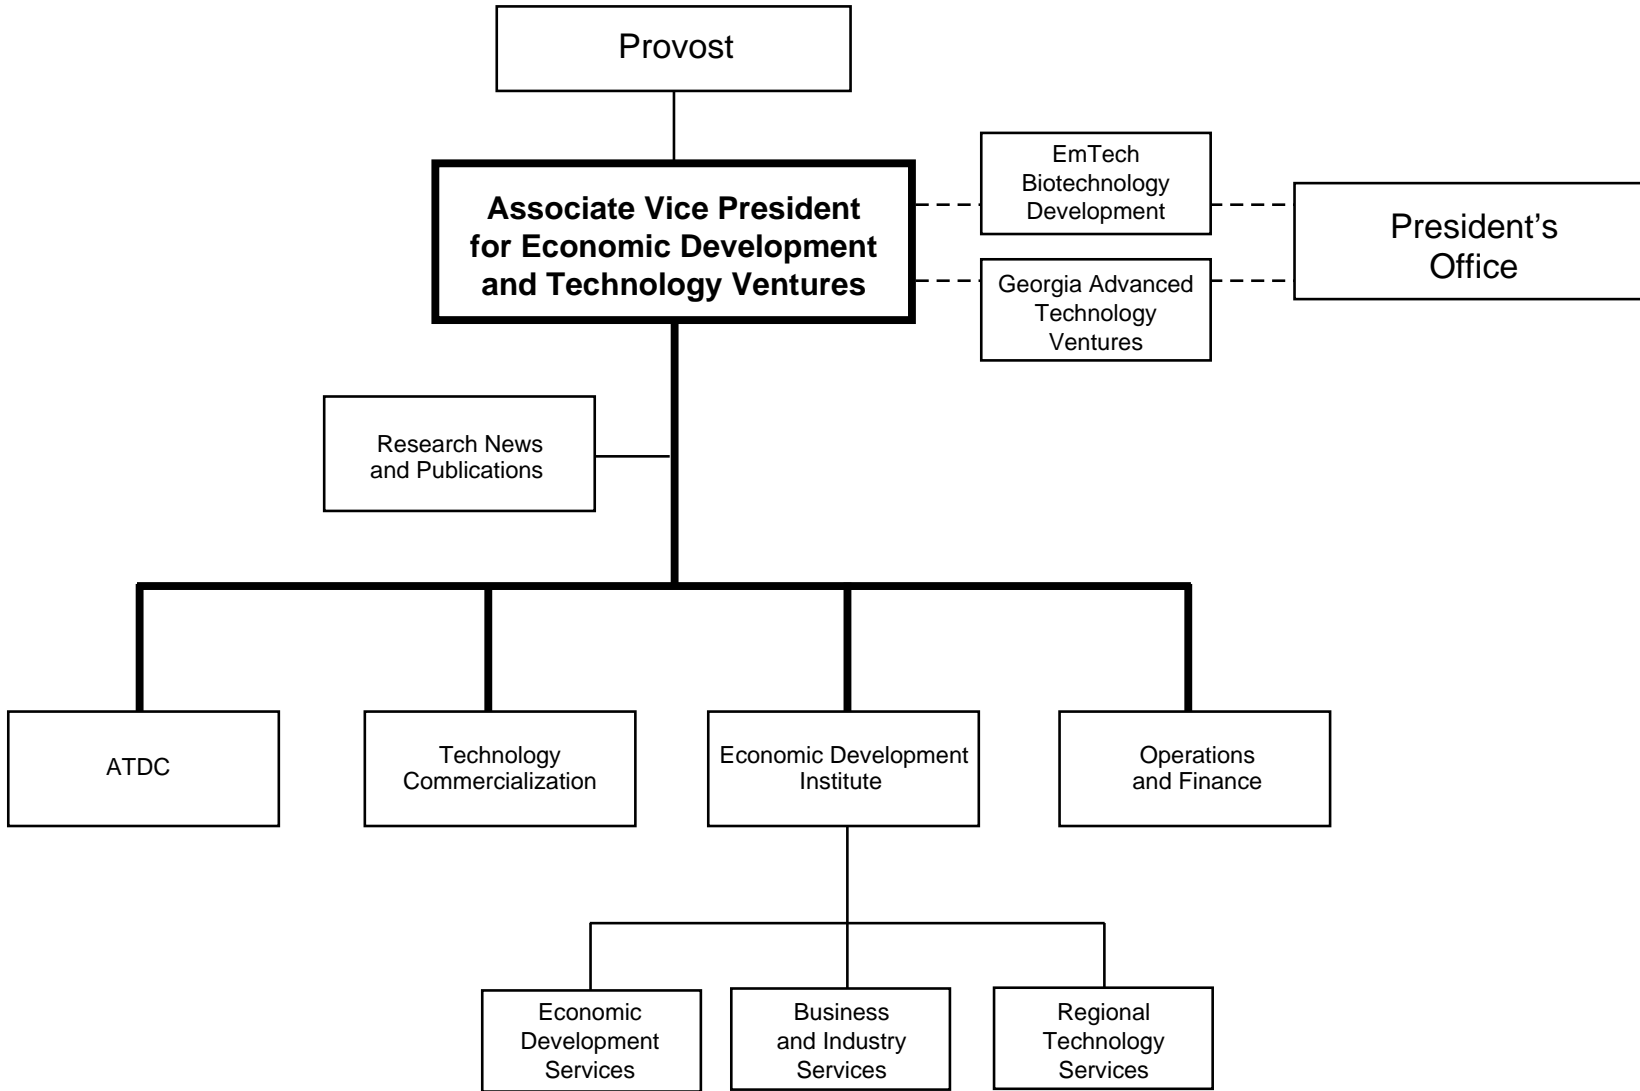 Provost
Associate Vice President
for Economic Development
and Technology Ventures
EmTech
Biotechnology
Development
Georgia Advanced
Technology
Ventures
President’s
Office
Research News
and Publications
ATDC
Technology
Commercialization
Economic Development
Institute
Operations
and Finance
Economic
Development
Services
Business
and Industry
Services
Regional
Technology
Services